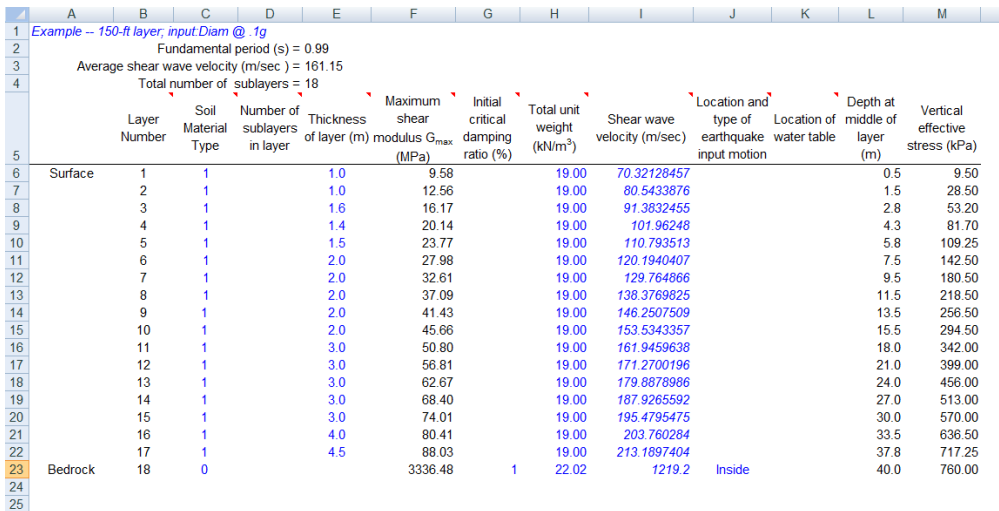 A B C D E F G H I J K L M
1 Example -- 150-ft layer; input:Diam @ .1g
2 Fundamental period (s) = 0.99
3 Average shear wave velocity (m/sec ) = 161.15
4 Total number of sublayers = 18
5 Layer Number Soil Material Type Number of sublayers in layer Thickness of layer (m) Maximum shear modulus Gmax (MPa) Initial critical damping ratio (%) Total unit weight (kN/m3) Shear wave velocity (m/sec) Location and type of earthquake input motion Location of water table Depth at middle of layer (m) Vertical effective stress (kPa)
6 Surface 1 1 1.0 9.58 19.00 70.32128457 0.5 9.50
7 2 1 1.0 12.56 19.00 80.5433876 1.5 28.50
8 3 1 1.6 16.17 19.00 91.3832455 2.8 53.20
9 4 1 1.4 20.14 19.00 101.96248 4.3 81.70
10 5 1 1.5 23.77 19.00 110.793513 5.8 109.25
11 6 1 2.0 27.98 19.00 120.1940407 7.5 142.50
12 7 1 2.0 32.61 19.00 129.764866 9.5 180.50
13 8 1 2.0 37.09 19.00 138.3769825 11.5 218.50
14 9 1 2.0 41.43 19.00 146.2507509 13.5 256.50
15 10 1 2.0 45.66 19.00 153.5343357 15.5 294.50
16 11 1 3.0 50.80 19.00 161.9459638 18.0 342.00
17 12 1 3.0 56.81 19.00 171.2700196 21.0 399.00
18 13 1 3.0 62.67 19.00 179.8878986 24.0 456.00
19 14 1 3.0 68.40 19.00 187.9265592 27.0 513.00
20 15 1 3.0 74.01 19.00 195.4795475 30.0 570.00
21 16 1 4.0 80.41 19.00 203.760284 33.5 636.50
22 17 1 4.5 88.03 19.00 213.1897404 37.8 717.25
23 Bedrock 18 0 3336.48 1 22.02 1219.2 Inside 40.0 760.00
24
25